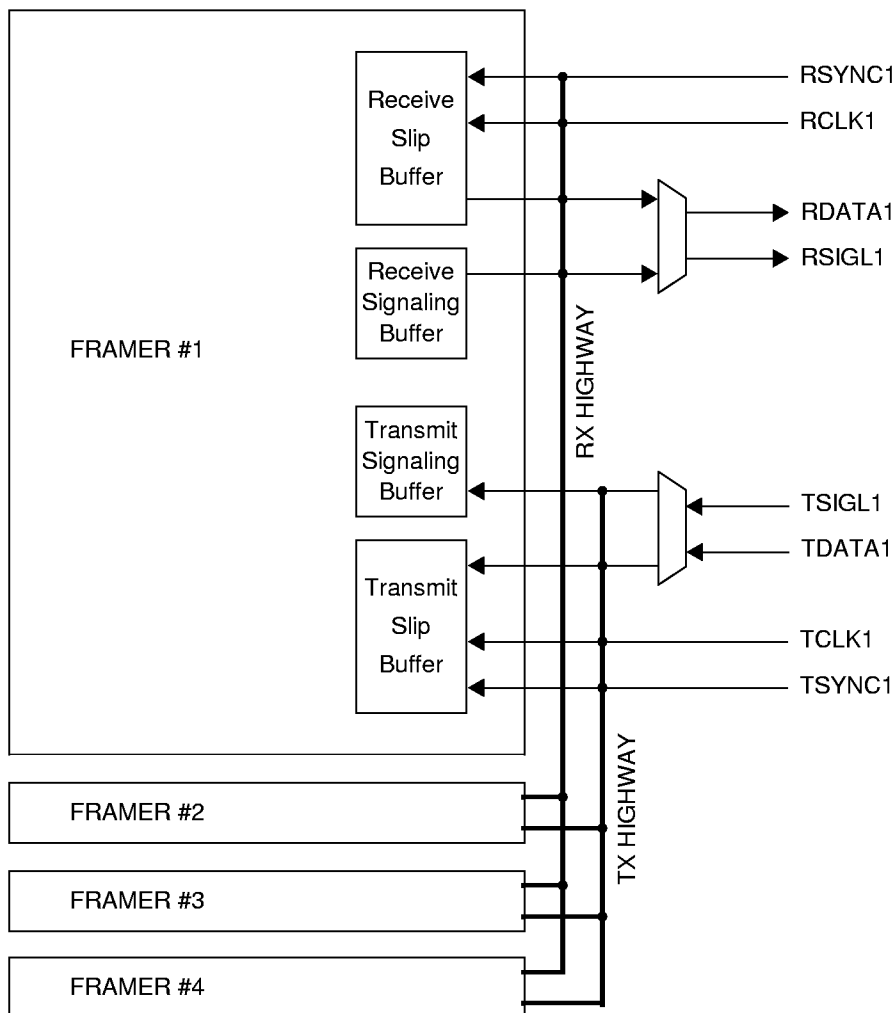 RSYNC1
Receive
Slip
Buffer
RCLK1
RDATA1
RSIGL1
Receive
Signaling
Buffer
FRAMER #1
RX HIGHWAY
Transmit
Signaling
Buffer
TSIGL1
TDATA1
Transmit
Slip
Buffer
TCLK1
TSYNC1
TX HIGHWAY
FRAMER #2
FRAMER #3
FRAMER #4